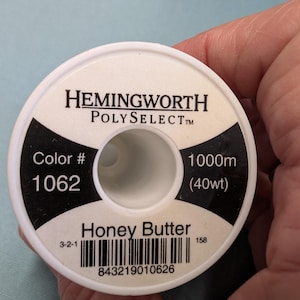 HEMINGWORTH
POLYSELECT™
Color # 1000m
1062 (40wt)
Honey Butter
3-2-1 158
843219010626